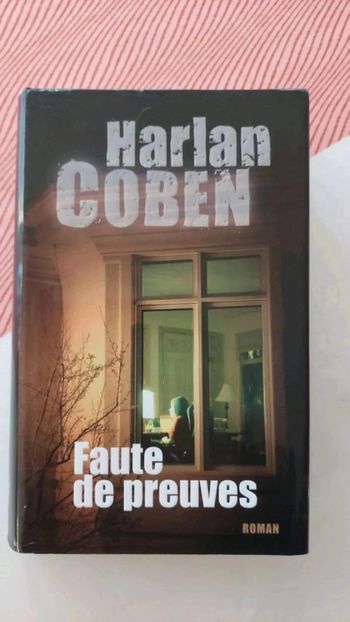 Harlan
COBEN
Faute
de preuves
ROMAN